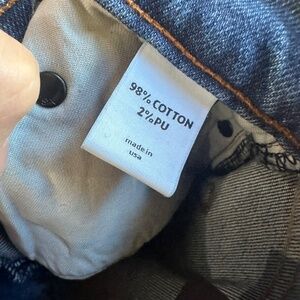 98% COTTON
2% PU
made in
usa